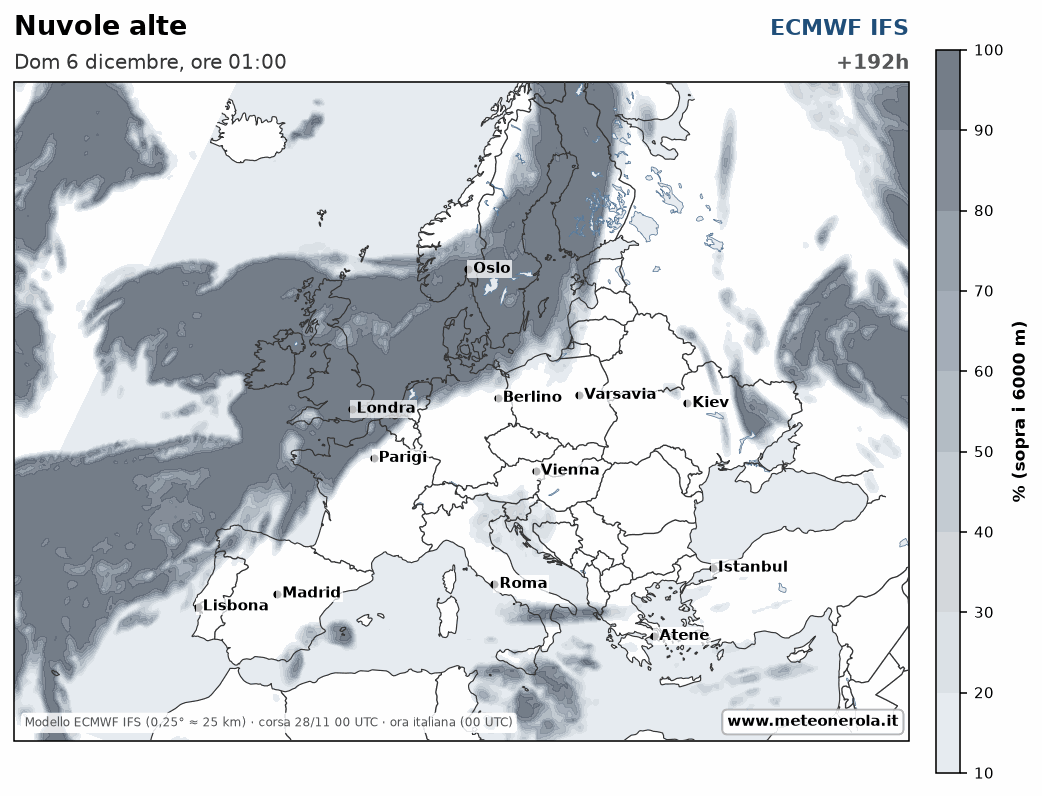 Nuvole alte
ECMWF IFS
Dom 6 dicembre, ore 01:00
+192h
100
90
80
70
60
50
40
30
20
10
% (sopra i 6000 m)
Oslo
Londra
Berlino
Varsavia
Kiev
Parigi
Vienna
Istanbul
Roma
Madrid
Lisbona
Atene
Modello ECMWF IFS (0,25° ≈ 25 km) · corsa 28/11 00 UTC · ora italiana (00 UTC)
www.meteonerola.it